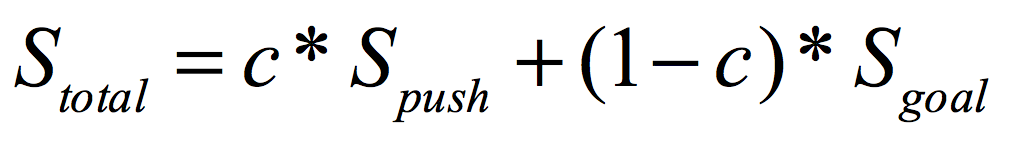 S_total = c * S_push + (1 − c) * S_goal